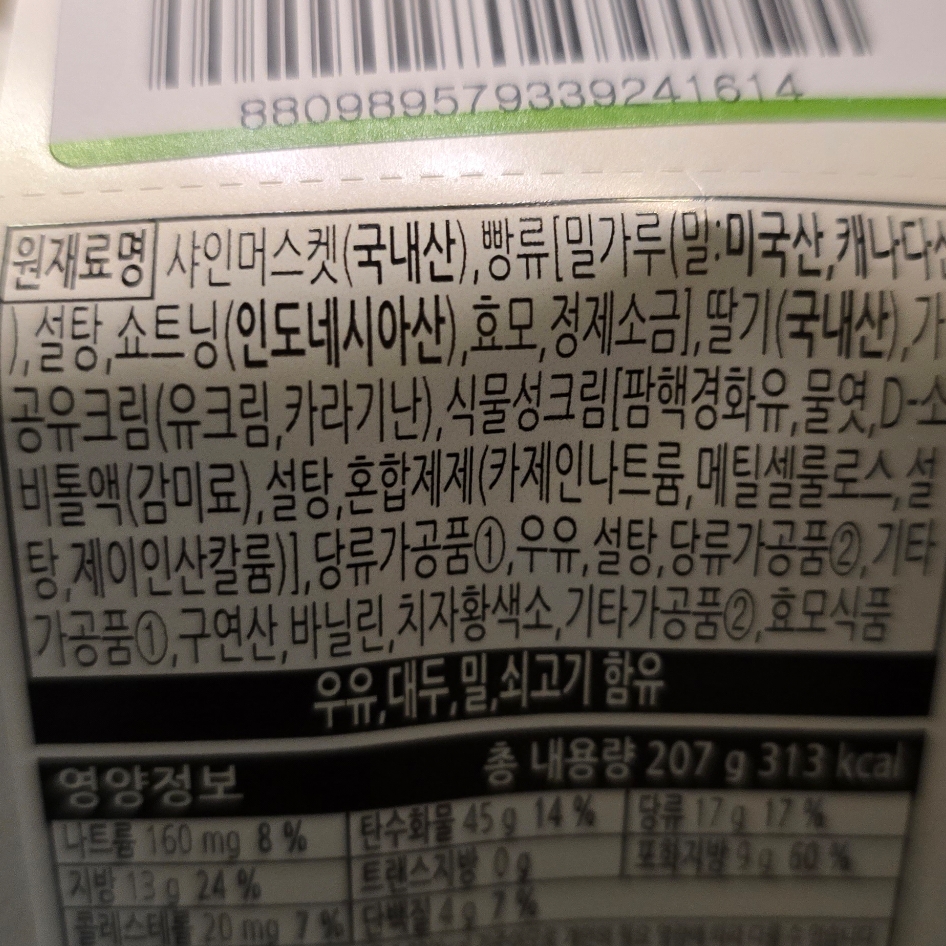 8809895793392​41614
원재료명 샤인머스켓(국내산),빵류[밀가루(밀:미국산,캐나다산
),설탕,쇼트닝(인도네시아산),효모,정제소금],딸기(국내산),가
공유크림(유크림,카라기난),식물성크림[팜핵경화유,물엿,D-소
비톨액(감미료),설탕,혼합제제(카제인나트륨,메틸셀룰로스,설
탕,제이인산칼륨)],당류가공품①,우유,설탕,당류가공품②,기타
가공품①,구연산,바닐린,치자황색소,기타가공품②,효모식품
우유,대두,밀,쇠고기 함유
영양정보 총 내용량 207 g 313 kcal
나트륨 160 mg 8 % 탄수화물 45 g 14 % 당류 17 g 17 %
지방 13 g 24 % 트랜스지방 0 g 포화지방 9 g 60 %
콜레스테롤 20 mg 7 % 단백질 4 g 7 %